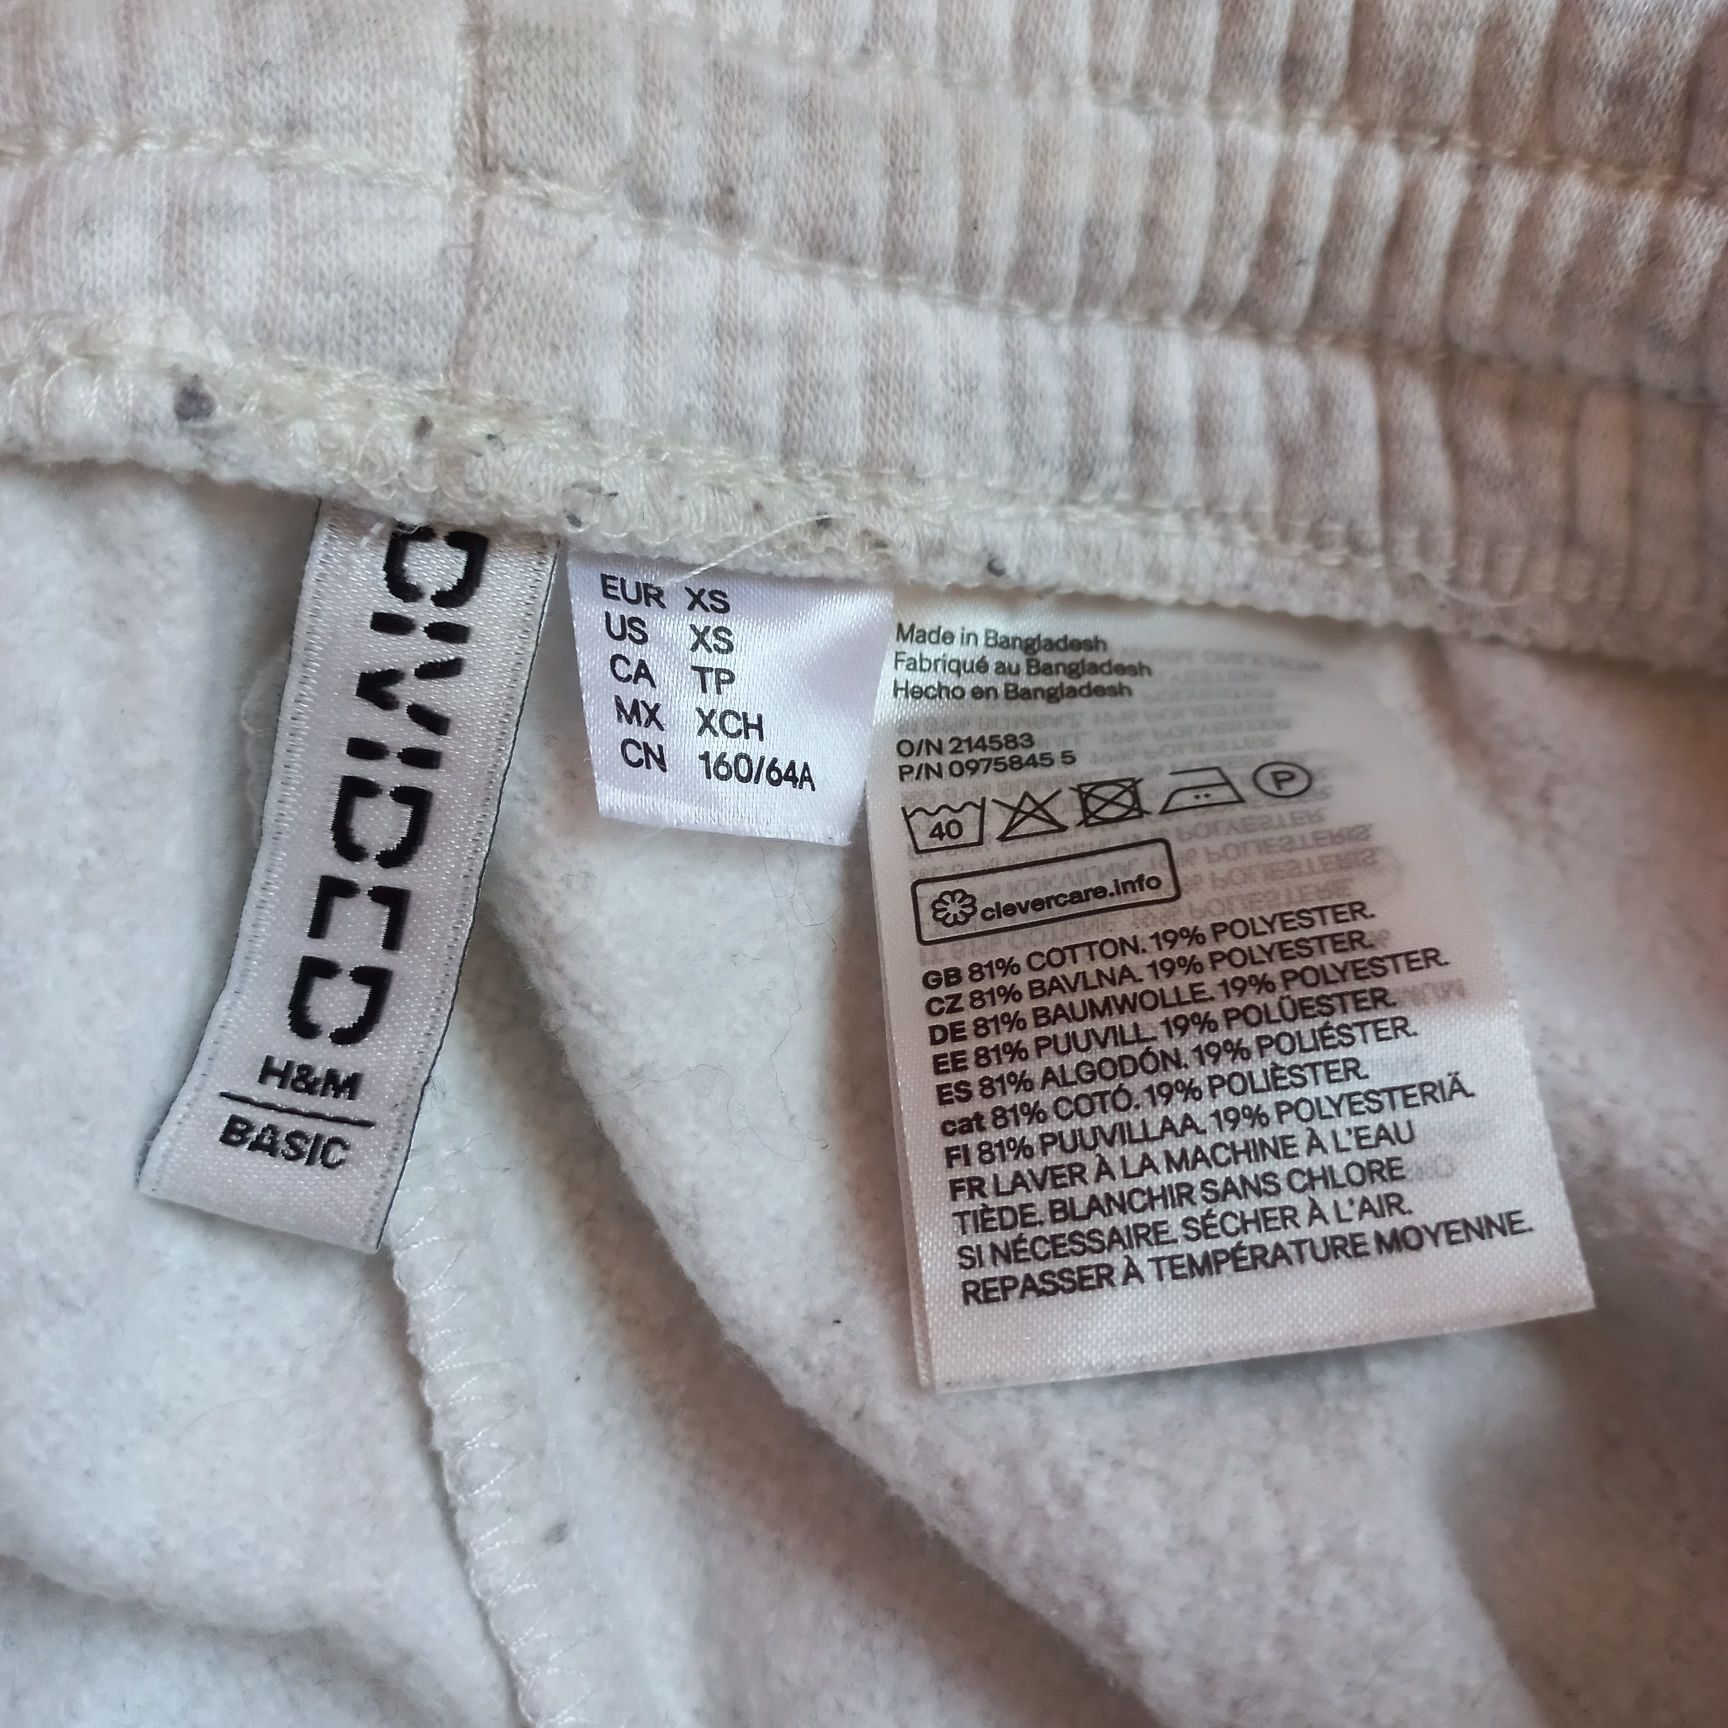 DIVIDED
H&M
BASIC
EUR XS
US XS
CA TP
MX XCH
CN 160/64A
Made in Bangladesh
Fabriqué au Bangladesh
Hecho en Bangladesh
O/N 214583
P/N 0975845 5
40
P
clevercare.info
GB 81% COTTON. 19% POLYESTER.
CZ 81% BAVLNA. 19% POLYESTER.
DE 81% BAUMWOLLE. 19% POLYESTER.
EE 81% PUUVILL. 19% POLÜESTER.
ES 81% ALGODÓN. 19% POLIÉSTER.
cat 81% COTÓ. 19% POLIÈSTER.
FI 81% PUUVILLAA. 19% POLYESTERIÄ.
FR LAVER À LA MACHINE À L'EAU
TIÈDE. BLANCHIR SANS CHLORE
SI NÉCESSAIRE. SÉCHER À L'AIR.
REPASSER À TEMPÉRATURE MOYENNE.